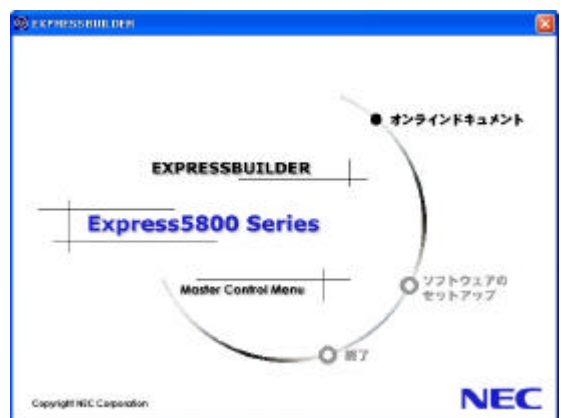 EXPRESSBUILDER
オンラインドキュメント
EXPRESSBUILDER
Express5800 Series
Master Control Menu
ソフトウェアの
セットアップ
終了
Copyright NEC Corporation
NEC